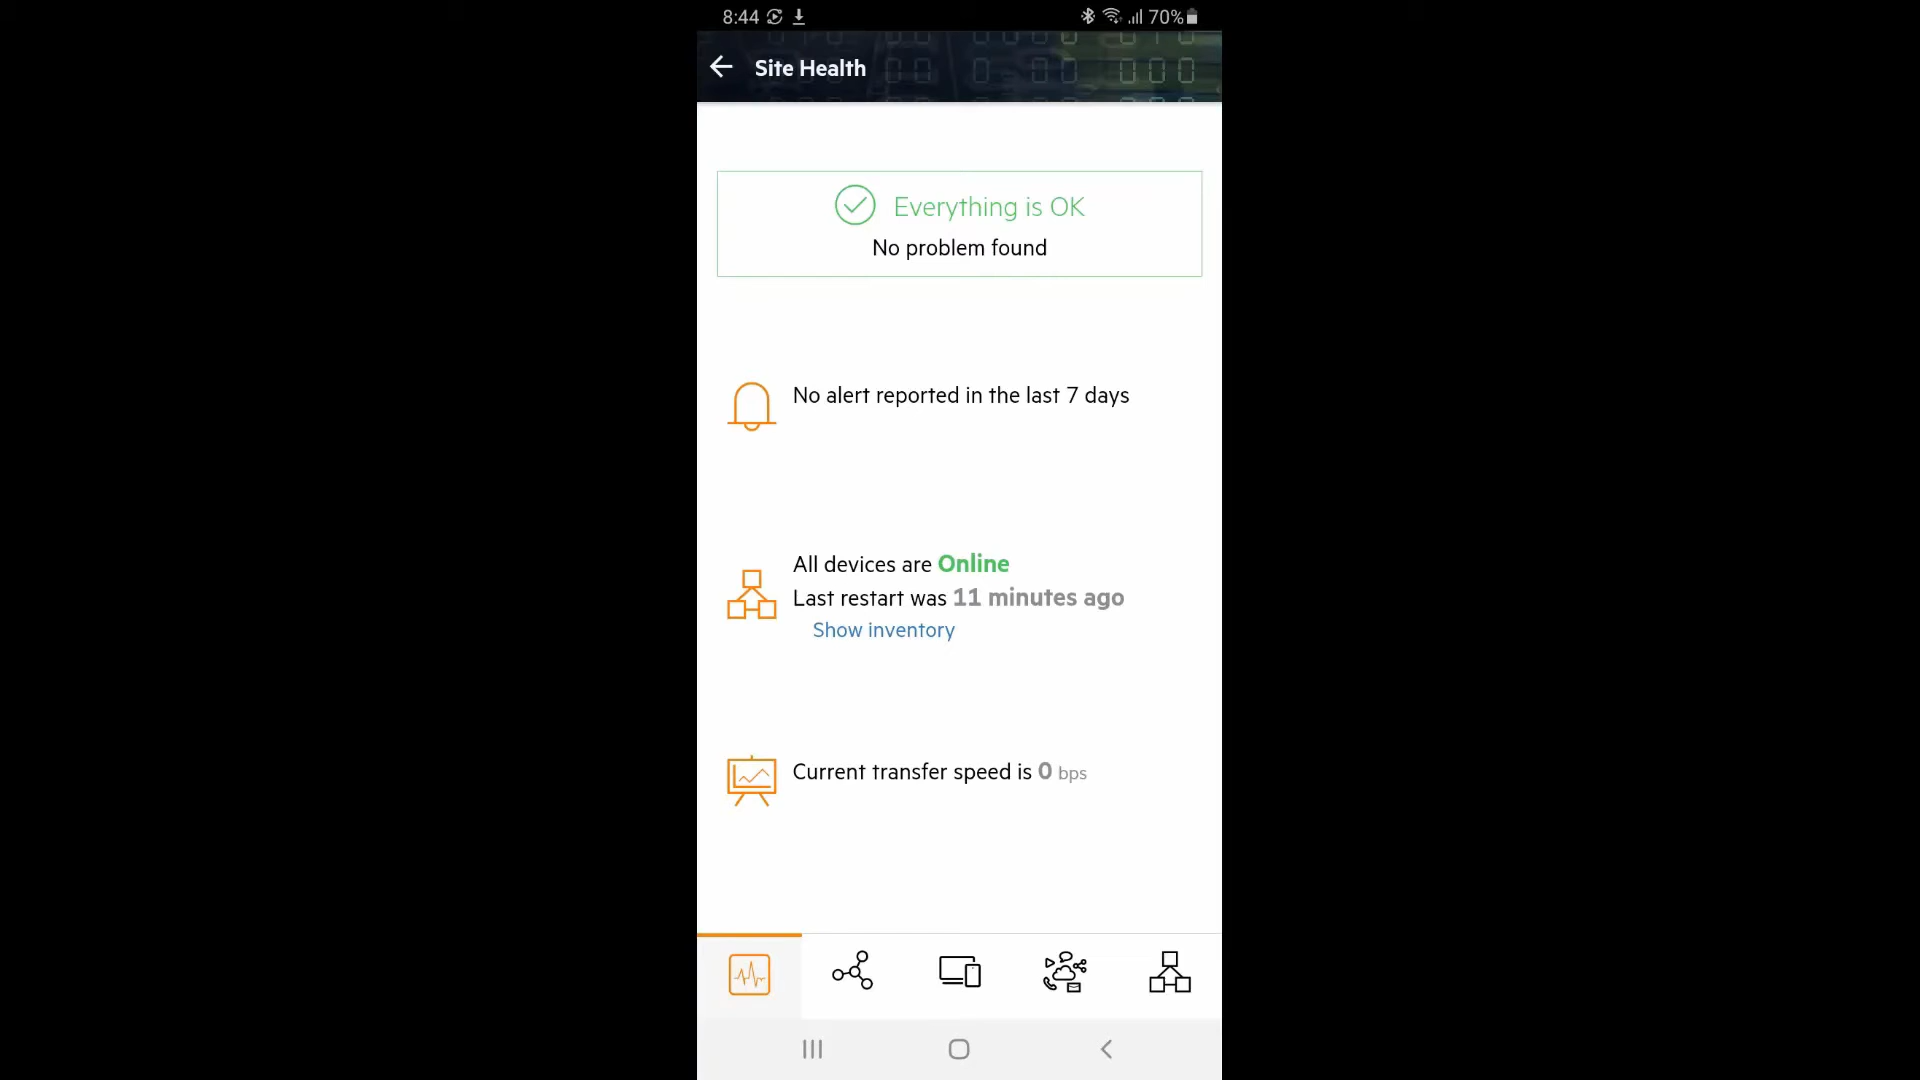 8:44
70%
Site Health
Everything is OK
No problem found
No alert reported in the last 7 days
All devices are Online
Last restart was 11 minutes ago
Show inventory
Current transfer speed is 0 bps